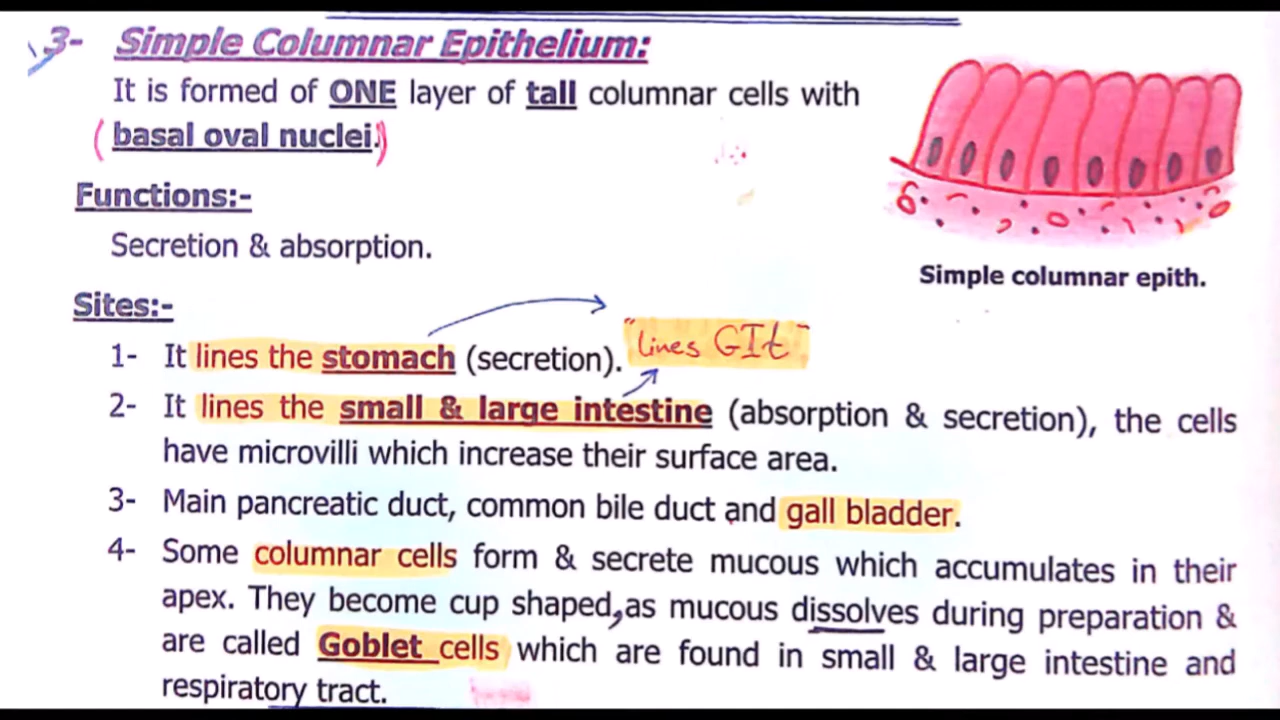 3- Simple Columnar Epithelium:
It is formed of ONE layer of tall columnar cells with
(basal oval nuclei.)
Functions:-
Secretion & absorption.
Simple columnar epith.
Sites:-
1- It lines the stomach (secretion). "lines GIt"
2- It lines the small & large intestine (absorption & secretion), the cells
have microvilli which increase their surface area.
3- Main pancreatic duct, common bile duct and gall bladder.
4- Some columnar cells form & secrete mucous which accumulates in their
apex. They become cup shaped, as mucous dissolves during preparation &
are called Goblet cells which are found in small & large intestine and
respiratory tract.